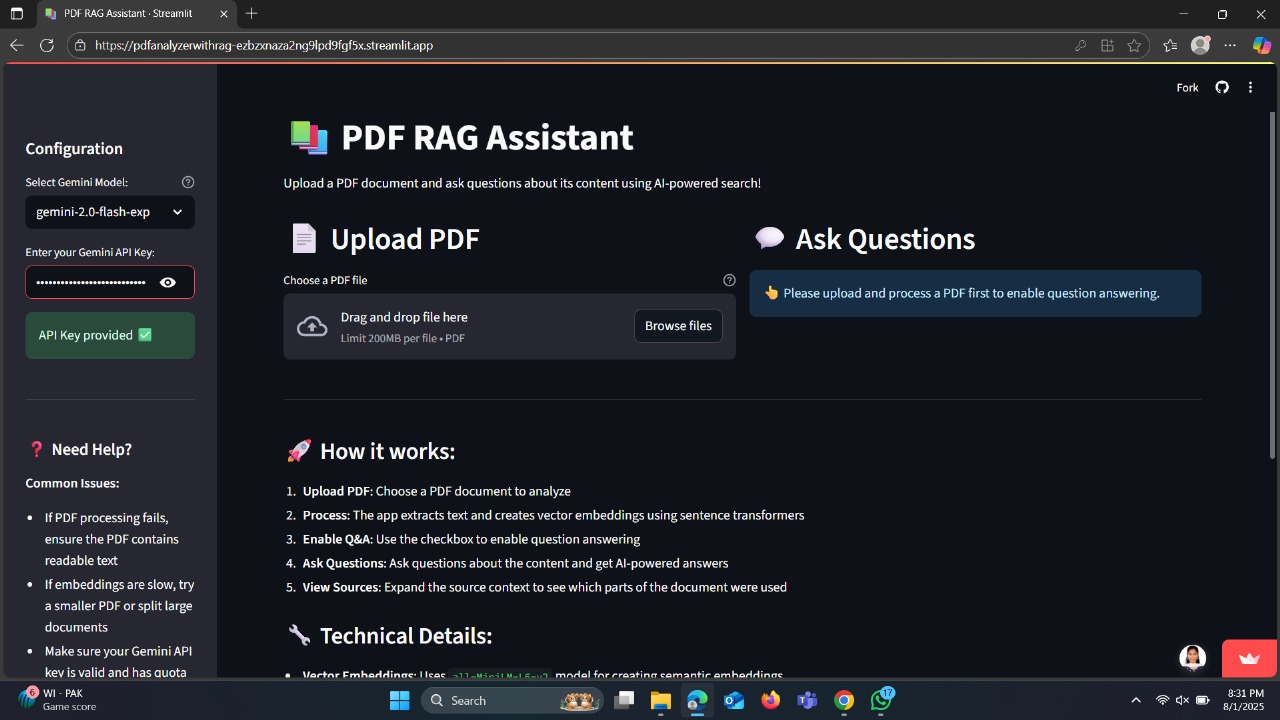 PDF RAG Assistant · Streamlit
https://pdfanalyzerwithrag-ezbzxnaza2ng9lpd9fgf5x.streamlit.app
Fork
Configuration
Select Gemini Model:
gemini-2.0-flash-exp
Enter your Gemini API Key:
API Key provided ✅
❓ Need Help?
Common Issues:
• If PDF processing fails,
ensure the PDF contains
readable text
• If embeddings are slow, try
a smaller PDF or split large
documents
• Make sure your Gemini API
key is valid and has quota
📚 PDF RAG Assistant
Upload a PDF document and ask questions about its content using AI-powered search!
📄 Upload PDF
Choose a PDF file
Drag and drop file here
Limit 200MB per file • PDF
Browse files
💬 Ask Questions
👆 Please upload and process a PDF first to enable question answering.
🚀 How it works:
1. Upload PDF: Choose a PDF document to analyze
2. Process: The app extracts text and creates vector embeddings using sentence transformers
3. Enable Q&A: Use the checkbox to enable question answering
4. Ask Questions: Ask questions about the content and get AI-powered answers
5. View Sources: Expand the source context to see which parts of the document were used
🔧 Technical Details:
• Vector Embeddings: Uses all-MiniLM-L6-v2 model for creating semantic embeddings
6
WI - PAK
Game score
Search
17
8:31 PM
8/1/2025